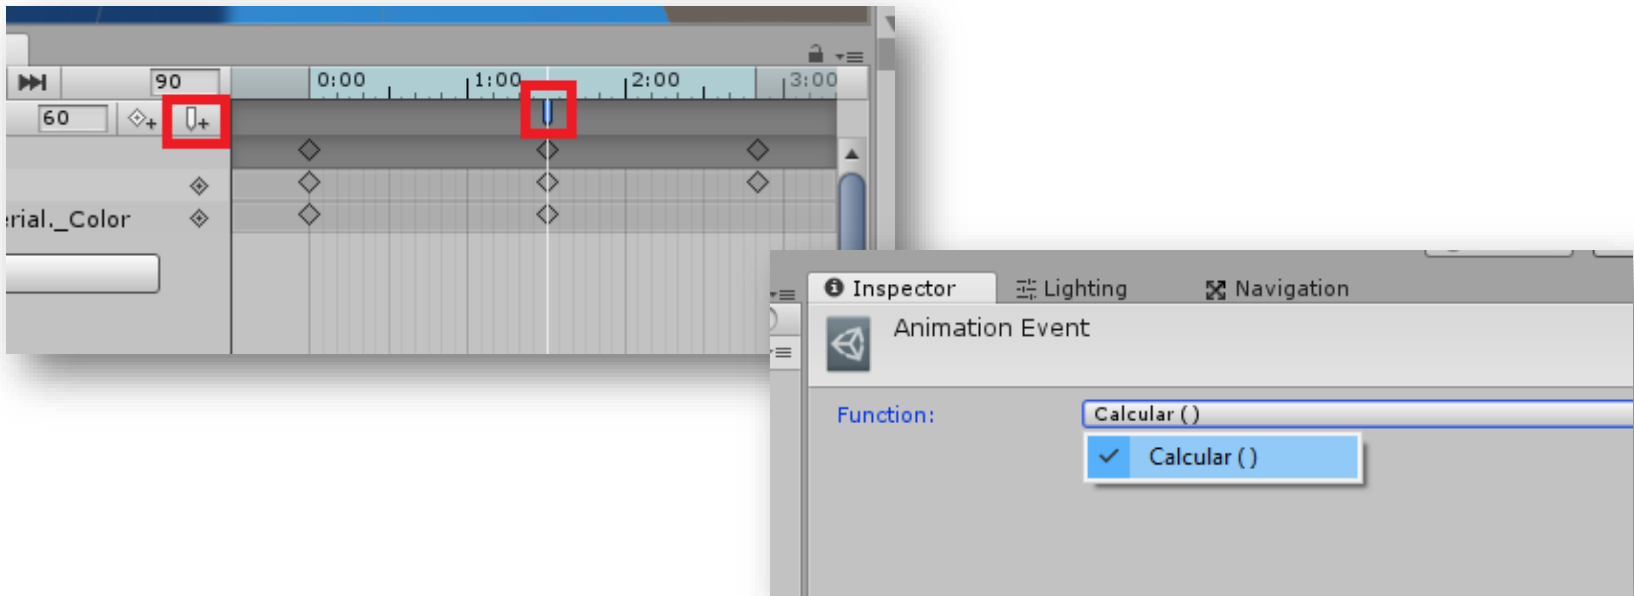 90 0:00 1:00 2:00 3:00
60
erial._Color
Inspector Lighting Navigation
Animation Event
Function: Calcular ( )
Calcular ( )